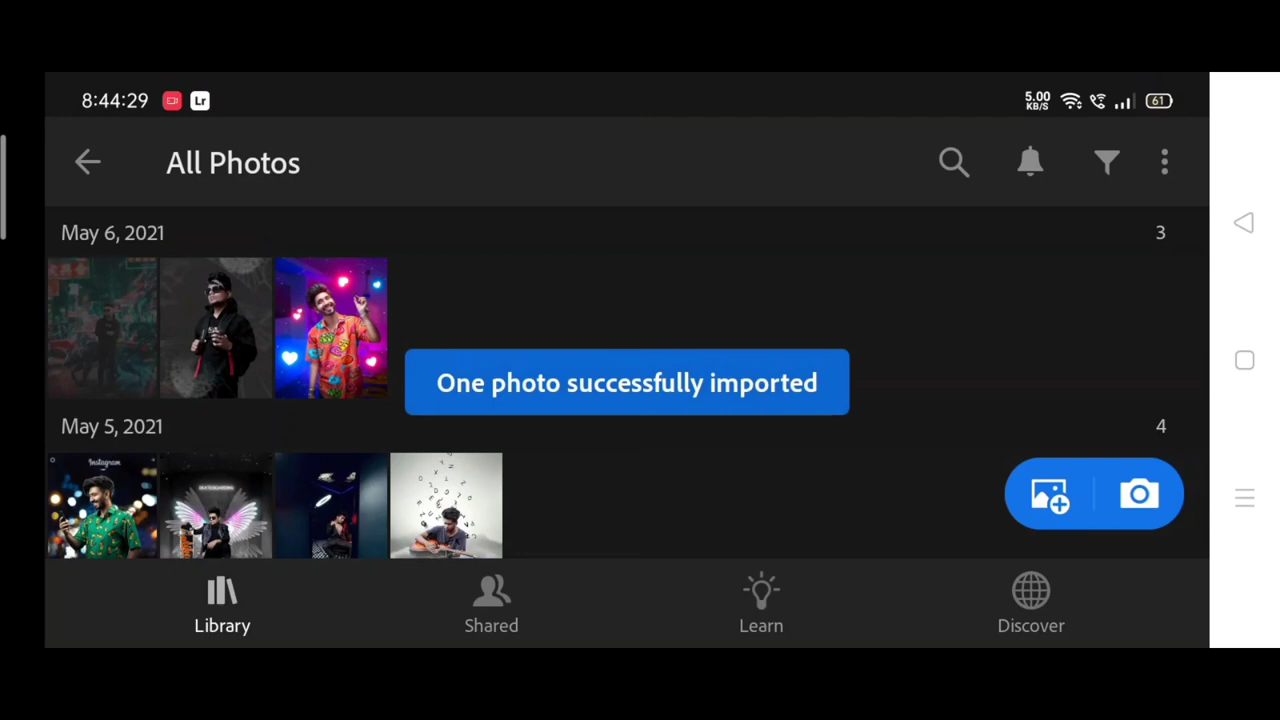 8:44:29 Lr 5.00 KB/S 61
All Photos
May 6, 2021 3
One photo successfully imported
May 5, 2021 4
Instagram
Library Shared Learn Discover